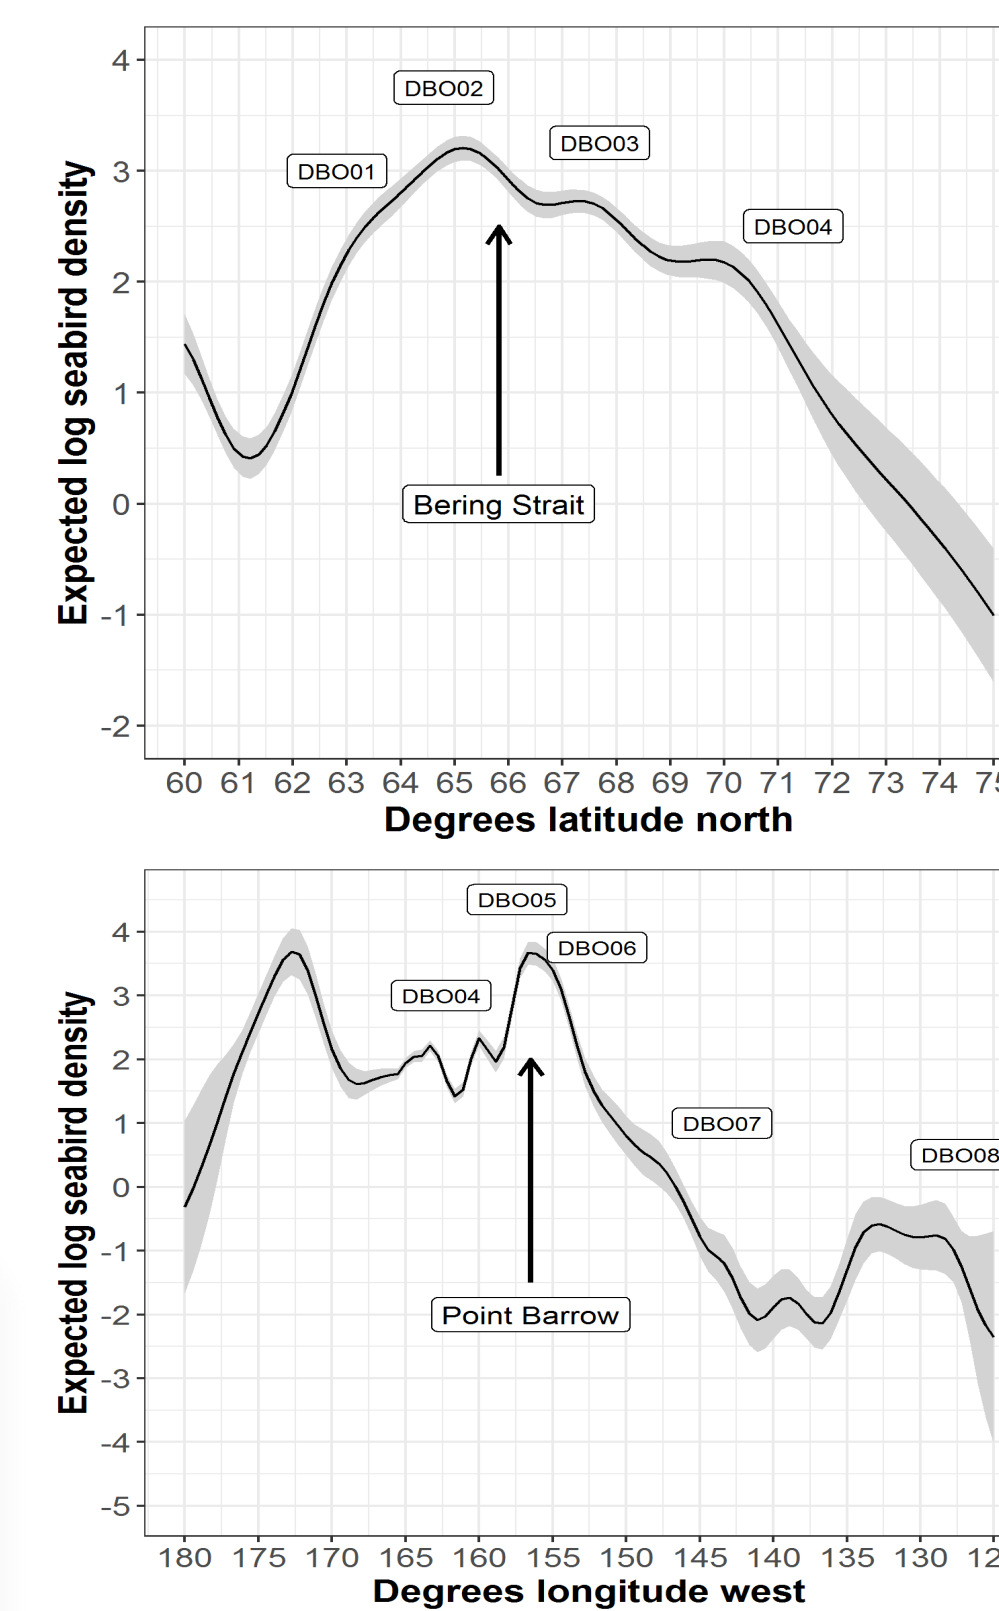 4
3
2
1
0
-1
-2
Expected log seabird density
DBO01
DBO02
DBO03
DBO04
Bering Strait
60 61 62 63 64 65 66 67 68 69 70 71 72 73 74
Degrees latitude north
4
3
2
1
0
-1
-2
-3
-4
-5
Expected log seabird density
DBO05
DBO06
DBO04
DBO07
DBO08
Point Barrow
180 175 170 165 160 155 150 145 140 135 130
Degrees longitude west